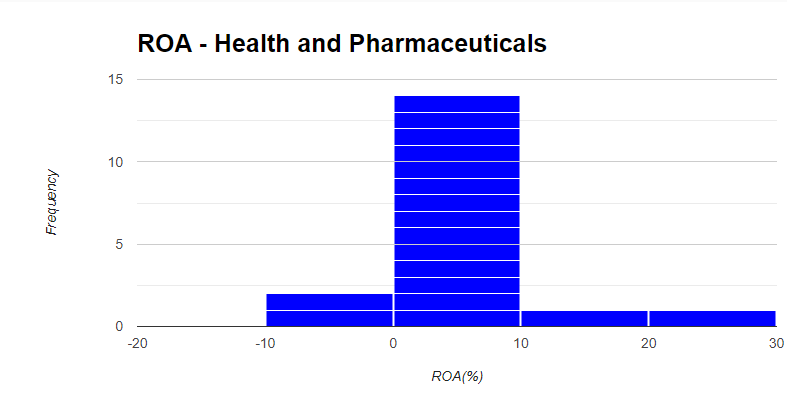 ROA - Health and Pharmaceuticals
15
10
5
0
Frequency
-20 -10 0 10 20 30
ROA(%)